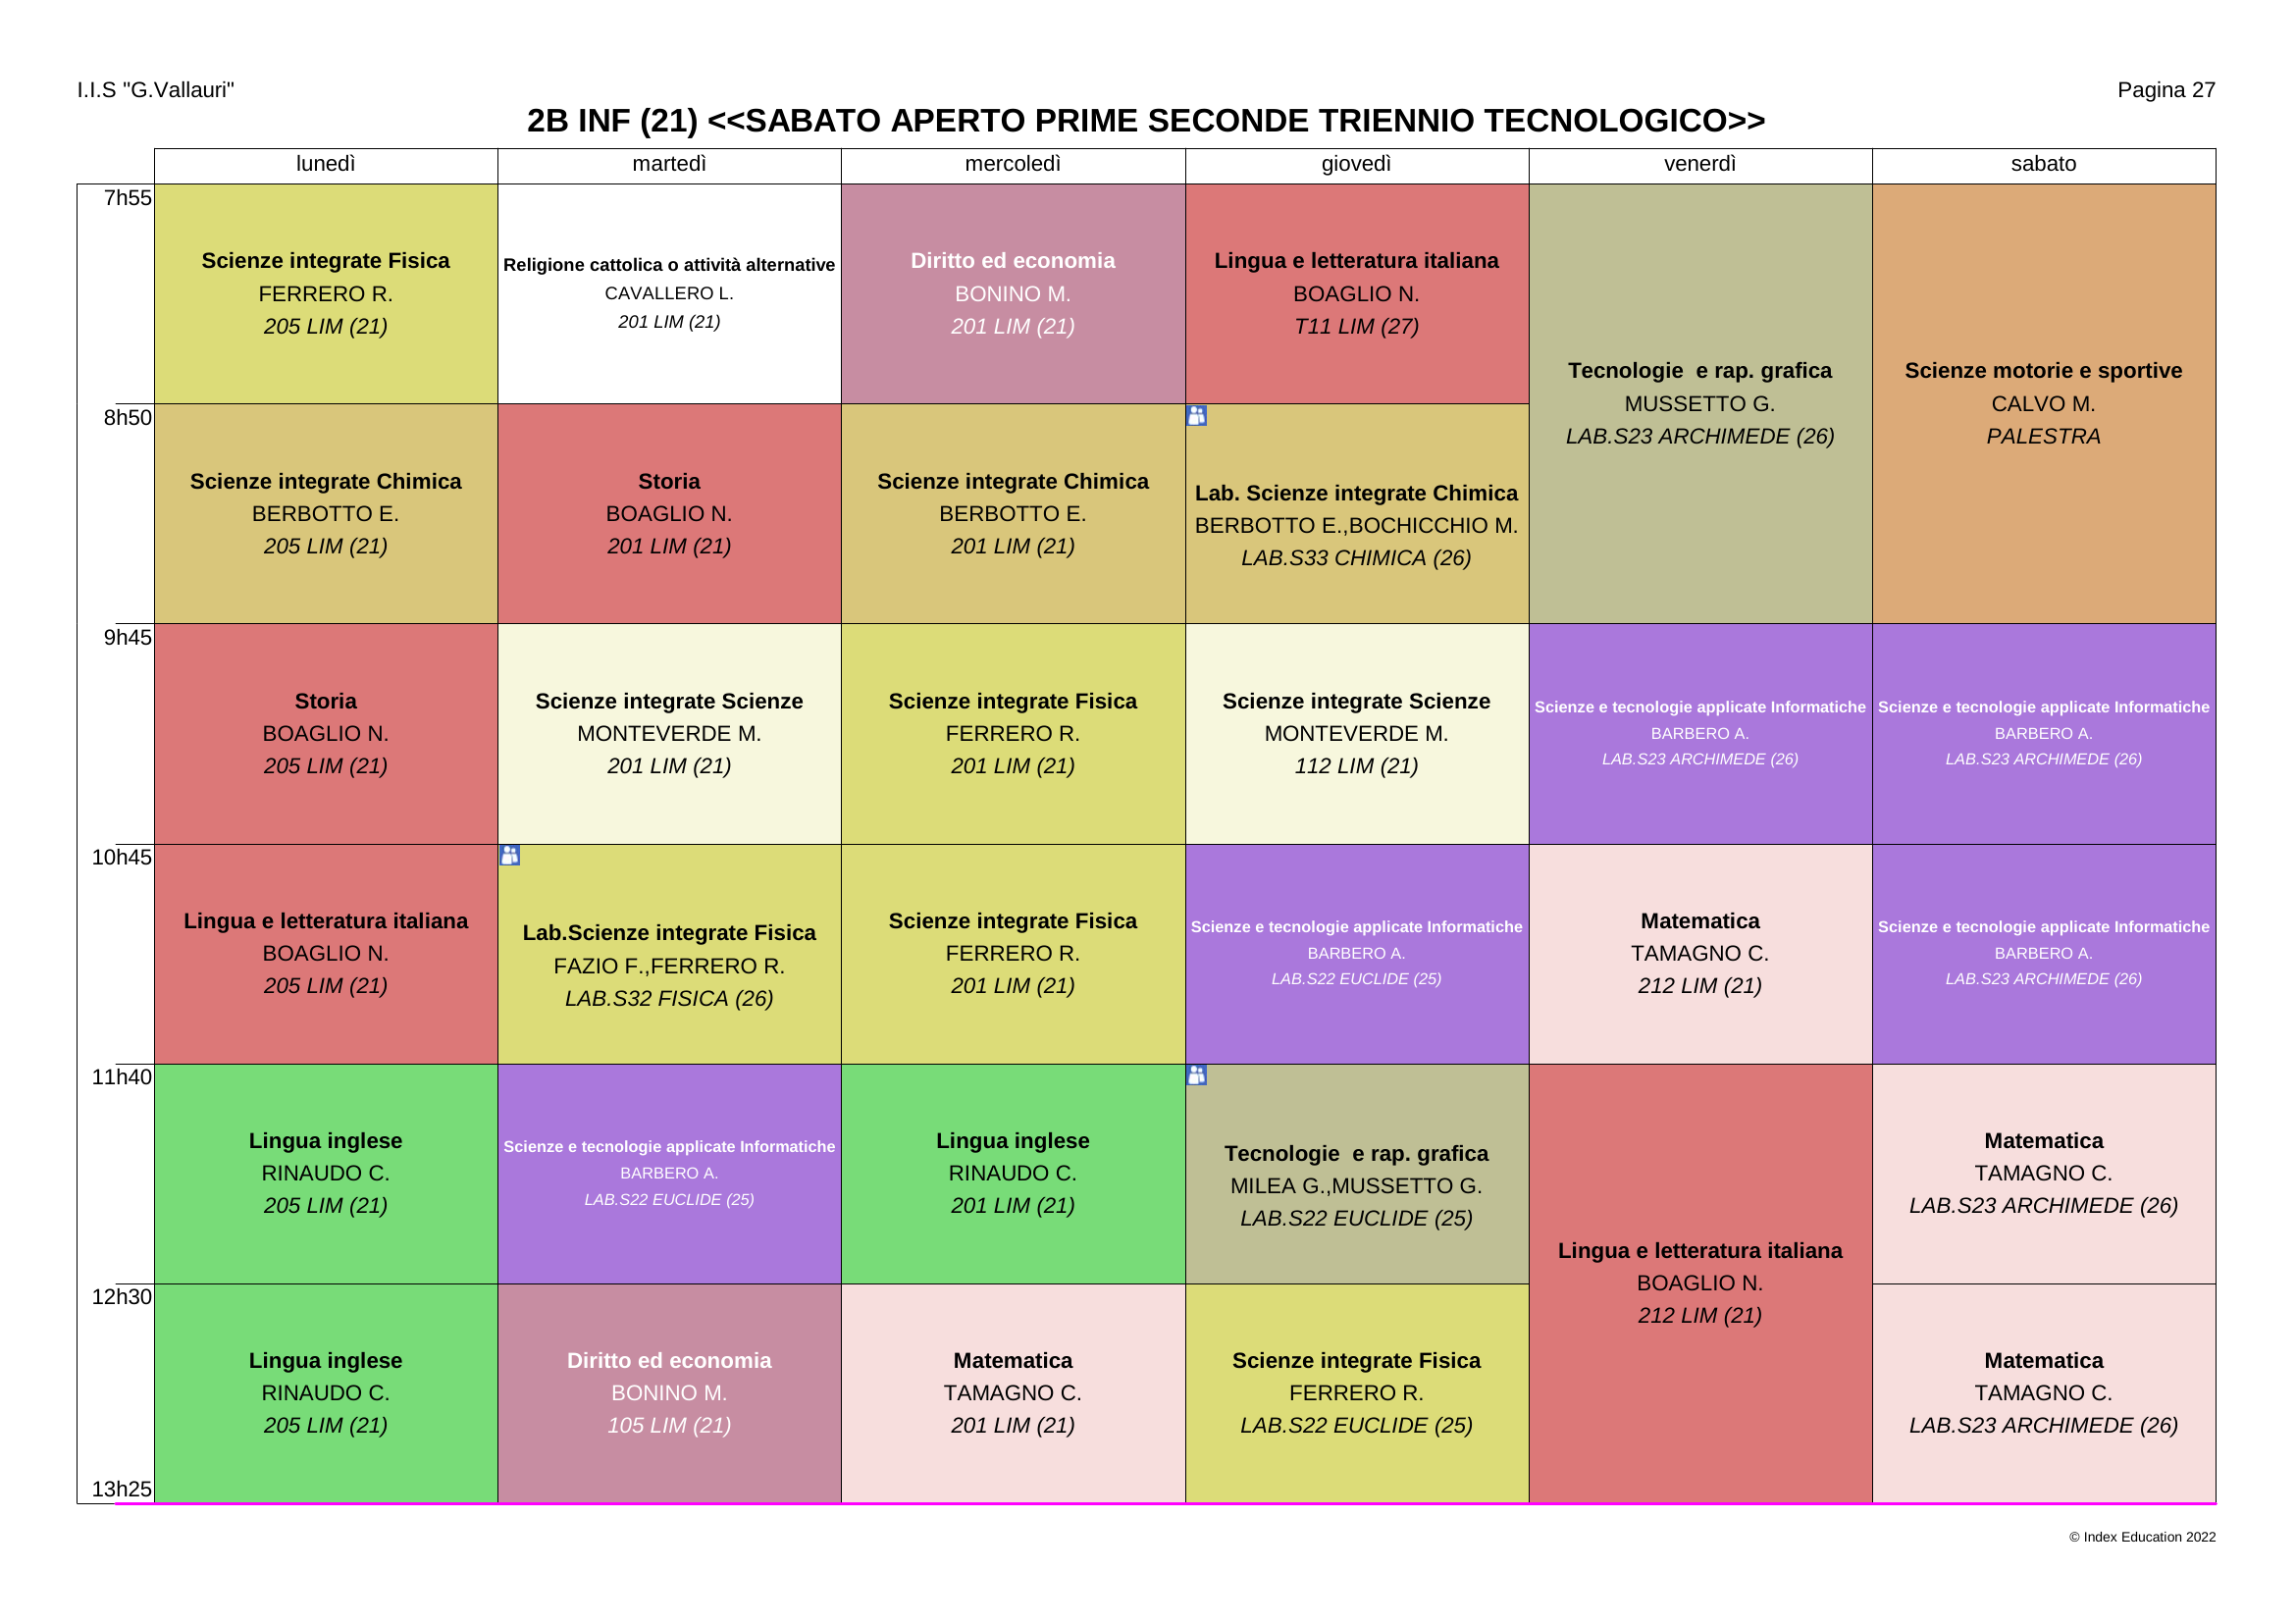 I.I.S "G.Vallauri"
Pagina 27
2B INF (21) <<SABATO APERTO PRIME SECONDE TRIENNIO TECNOLOGICO>>
lunedì
martedì
mercoledì
giovedì
venerdì
sabato
7h55
Scienze integrate Fisica
FERRERO R.
205 LIM (21)
Religione cattolica o attività alternative
CAVALLERO L.
201 LIM (21)
Diritto ed economia
BONINO M.
201 LIM (21)
Lingua e letteratura italiana
BOAGLIO N.
T11 LIM (27)
Tecnologie  e rap. grafica
MUSSETTO G.
LAB.S23 ARCHIMEDE (26)
Scienze motorie e sportive
CALVO M.
PALESTRA
8h50
Scienze integrate Chimica
BERBOTTO E.
205 LIM (21)
Storia
BOAGLIO N.
201 LIM (21)
Scienze integrate Chimica
BERBOTTO E.
201 LIM (21)
Lab. Scienze integrate Chimica
BERBOTTO E.,BOCHICCHIO M.
LAB.S33 CHIMICA (26)
9h45
Storia
BOAGLIO N.
205 LIM (21)
Scienze integrate Scienze
MONTEVERDE M.
201 LIM (21)
Scienze integrate Fisica
FERRERO R.
201 LIM (21)
Scienze integrate Scienze
MONTEVERDE M.
112 LIM (21)
Scienze e tecnologie applicate Informatiche
BARBERO A.
LAB.S23 ARCHIMEDE (26)
Scienze e tecnologie applicate Informatiche
BARBERO A.
LAB.S23 ARCHIMEDE (26)
10h45
Lingua e letteratura italiana
BOAGLIO N.
205 LIM (21)
Lab.Scienze integrate Fisica
FAZIO F.,FERRERO R.
LAB.S32 FISICA (26)
Scienze integrate Fisica
FERRERO R.
201 LIM (21)
Scienze e tecnologie applicate Informatiche
BARBERO A.
LAB.S22 EUCLIDE (25)
Matematica
TAMAGNO C.
212 LIM (21)
Scienze e tecnologie applicate Informatiche
BARBERO A.
LAB.S23 ARCHIMEDE (26)
11h40
Lingua inglese
RINAUDO C.
205 LIM (21)
Scienze e tecnologie applicate Informatiche
BARBERO A.
LAB.S22 EUCLIDE (25)
Lingua inglese
RINAUDO C.
201 LIM (21)
Tecnologie  e rap. grafica
MILEA G.,MUSSETTO G.
LAB.S22 EUCLIDE (25)
Lingua e letteratura italiana
BOAGLIO N.
212 LIM (21)
Matematica
TAMAGNO C.
LAB.S23 ARCHIMEDE (26)
12h30
Lingua inglese
RINAUDO C.
205 LIM (21)
Diritto ed economia
BONINO M.
105 LIM (21)
Matematica
TAMAGNO C.
201 LIM (21)
Scienze integrate Fisica
FERRERO R.
LAB.S22 EUCLIDE (25)
Matematica
TAMAGNO C.
LAB.S23 ARCHIMEDE (26)
13h25
© Index Education 2022